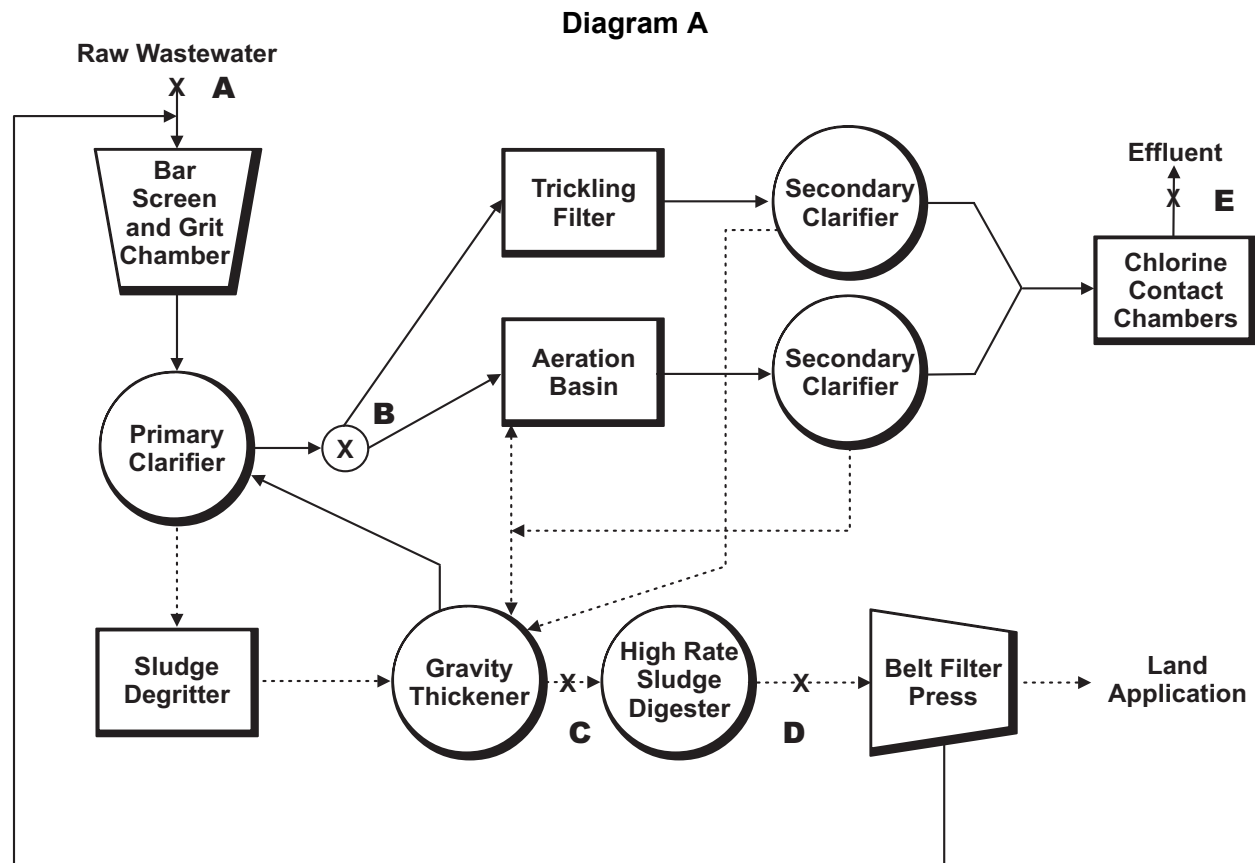 Diagram A
Raw Wastewater
X A
Bar
Screen
and Grit
Chamber
Trickling
Filter
Secondary
Clarifier
Effluent
X E
Chlorine
Contact
Chambers
Aeration
Basin
Secondary
Clarifier
B
X
Primary
Clarifier
Sludge
Degritter
Gravity
Thickener
X
C
High Rate
Sludge
Digester
X
D
Belt Filter
Press
Land
Application